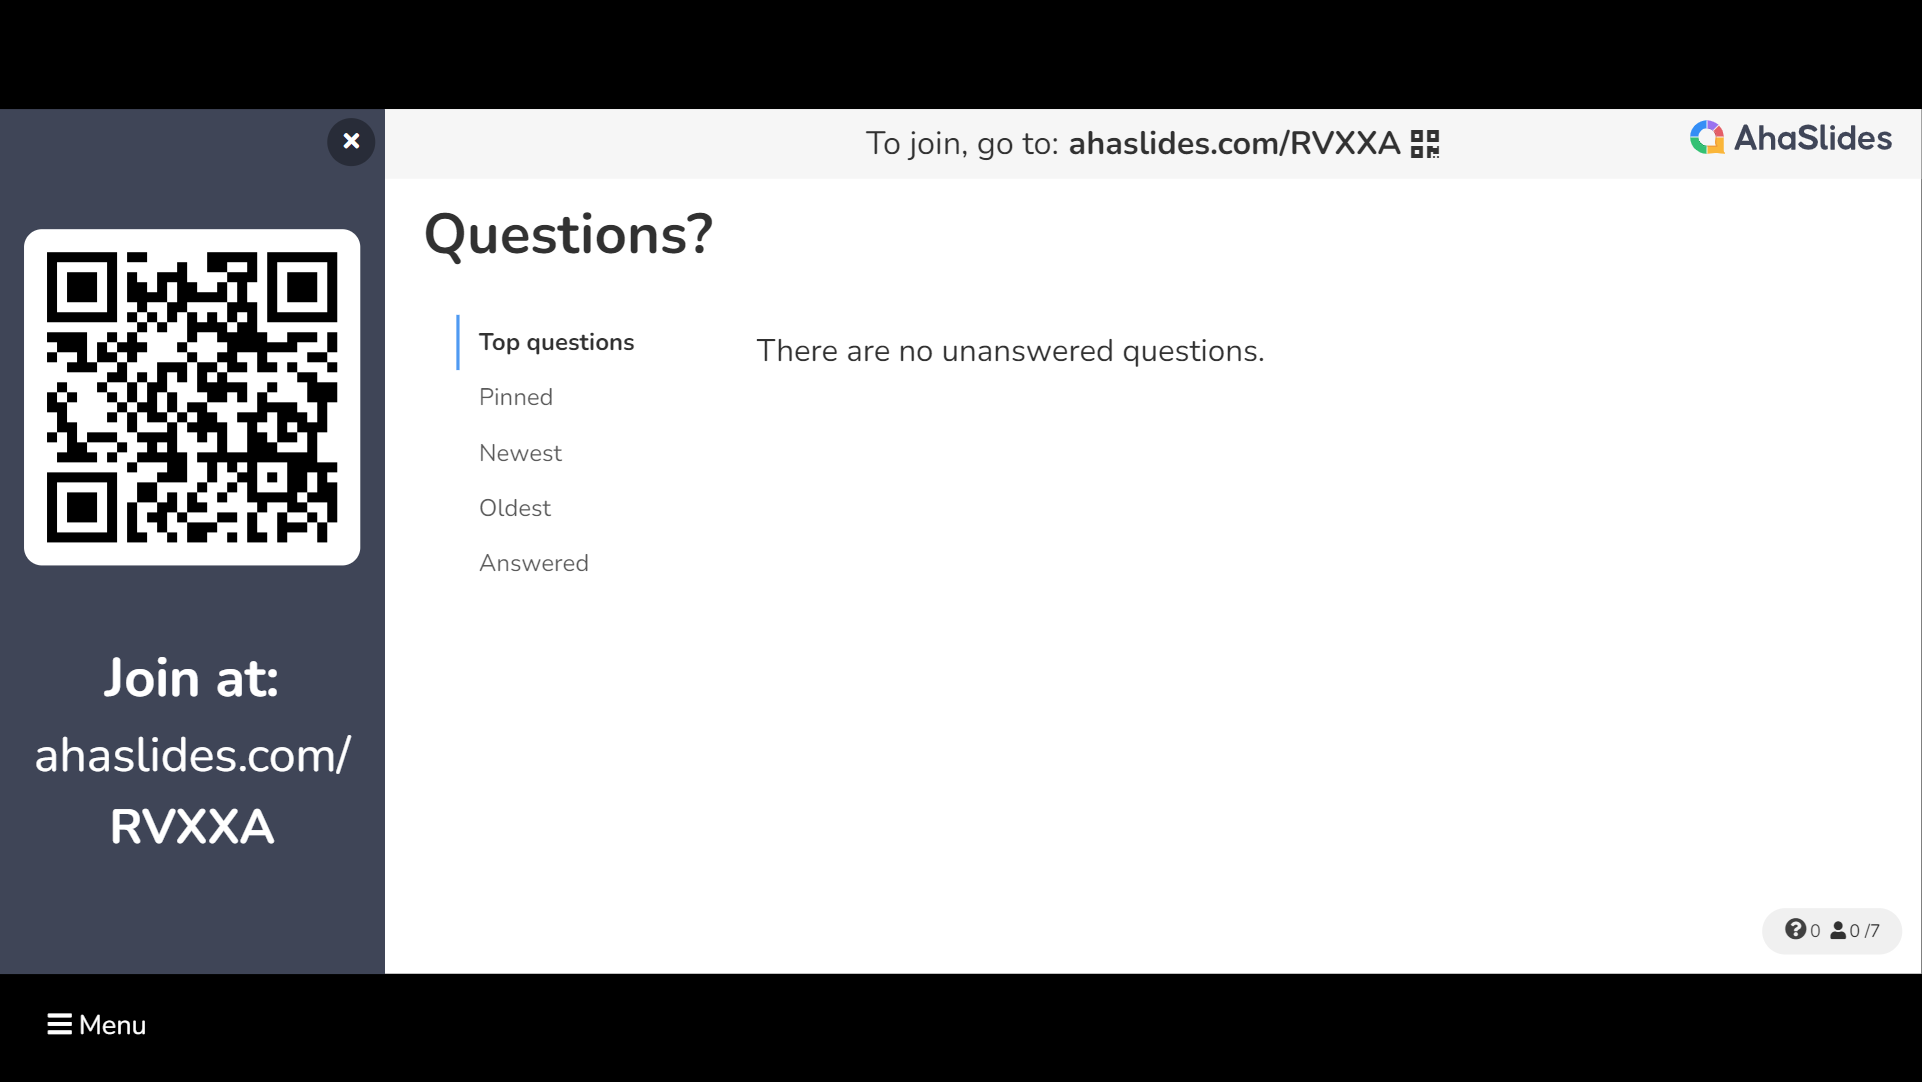 To join, go to: ahaslides.com/RVXXA
AhaSlides
Questions?
Top questions
Pinned
Newest
Oldest
Answered
There are no unanswered questions.
Join at:
ahaslides.com/
RVXXA
0 0 /7
Menu